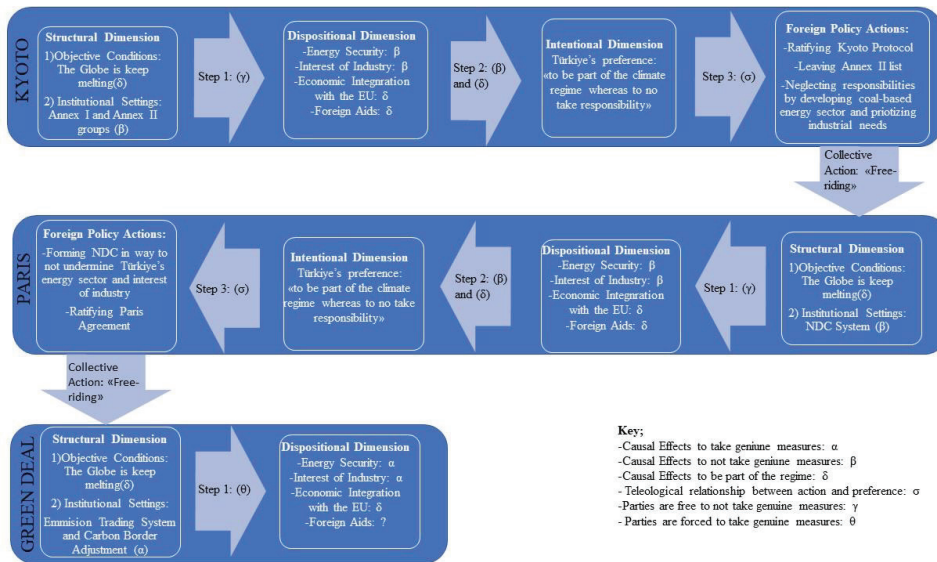 KYOTO
Structural Dimension
1)Objective Conditions:
The Globe is keep
melting(δ)
2) Institutional Settings:
Annex I and Annex II
groups (β)
Step 1: (γ)
Dispositional Dimension
-Energy Security: β
-Interest of Industry: β
-Economic Integnration
with the EU: δ
-Foreign Aids: δ
Step 2: (β)
and (δ)
Intentional Dimension
Türkiye's preference:
«to be part of the climate
regime whereas to no
take responsibility»
Step 3: (σ)
Foreign Policy Actions:
-Ratifying Kyoto Protocol
-Leaving Annex II list
-Neglecting responsibilities
by developing coal-based
energy sector and priotizing
industrial needs
Collective
Action: «Free-
riding»
PARIS
Structural Dimension
1)Objective Conditions:
The Globe is keep
melting(δ)
2) Institutional Settings:
NDC System (β)
Step 1: (γ)
Dispositional Dimension
-Energy Security: β
-Interest of Industry: β
-Economic Integnration
with the EU: δ
-Foreign Aids: δ
Step 2: (β)
and (δ)
Intentional Dimension
Türkiye's preference:
«to be part of the climate
regime whereas to no take
responsibility»
Step 3: (σ)
Foreign Policy Actions:
-Forming NDC in way to
not undermine Türkiye's
energy sector and interest
of industry
-Ratifying Paris
Agreement
Collective
Action: «Free-
riding»
GREEN DEAL
Structural Dimension
1)Objective Conditions:
The Globe is keep
melting(δ)
2) Institutional Settings:
Emmision Trading System
and Carbon Border
Adjustment (α)
Step 1: (θ)
Dispositional Dimension
-Energy Security: α
-Interest of Industry: α
-Economic Integration
with the EU: δ
-Foreign Aids: ?
Key;
-Causal Effects to take geniune measures: α
-Causal Effects to not take geniune measures: β
-Causal Effects to be part of the regime: δ
- Teleological relationship between action and preference: σ
-Parties are free to not take genuine measures: γ
- Parties are forced to take genuine measures: θ